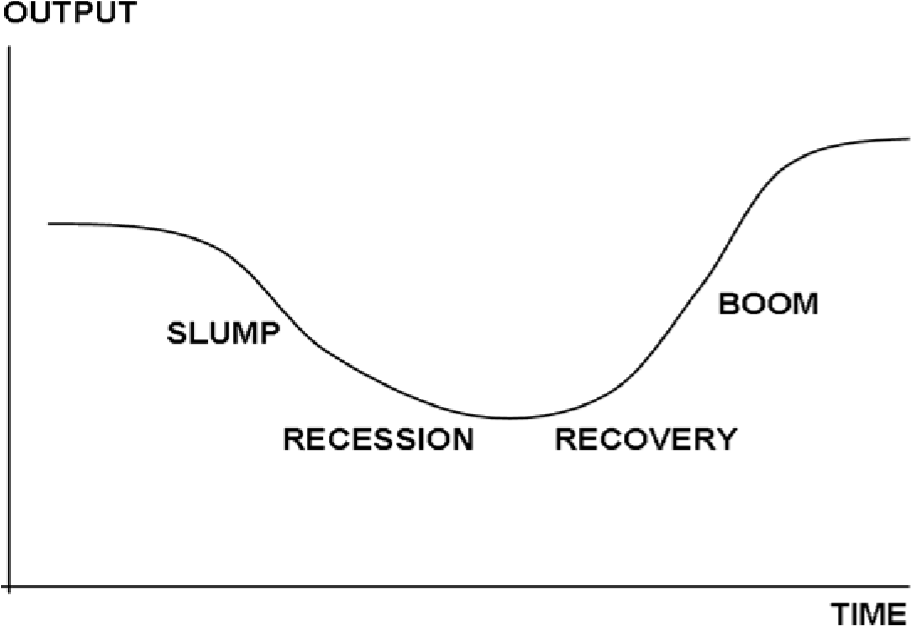 OUTPUT
BOOM
SLUMP
RECESSION
RECOVERY
TIME